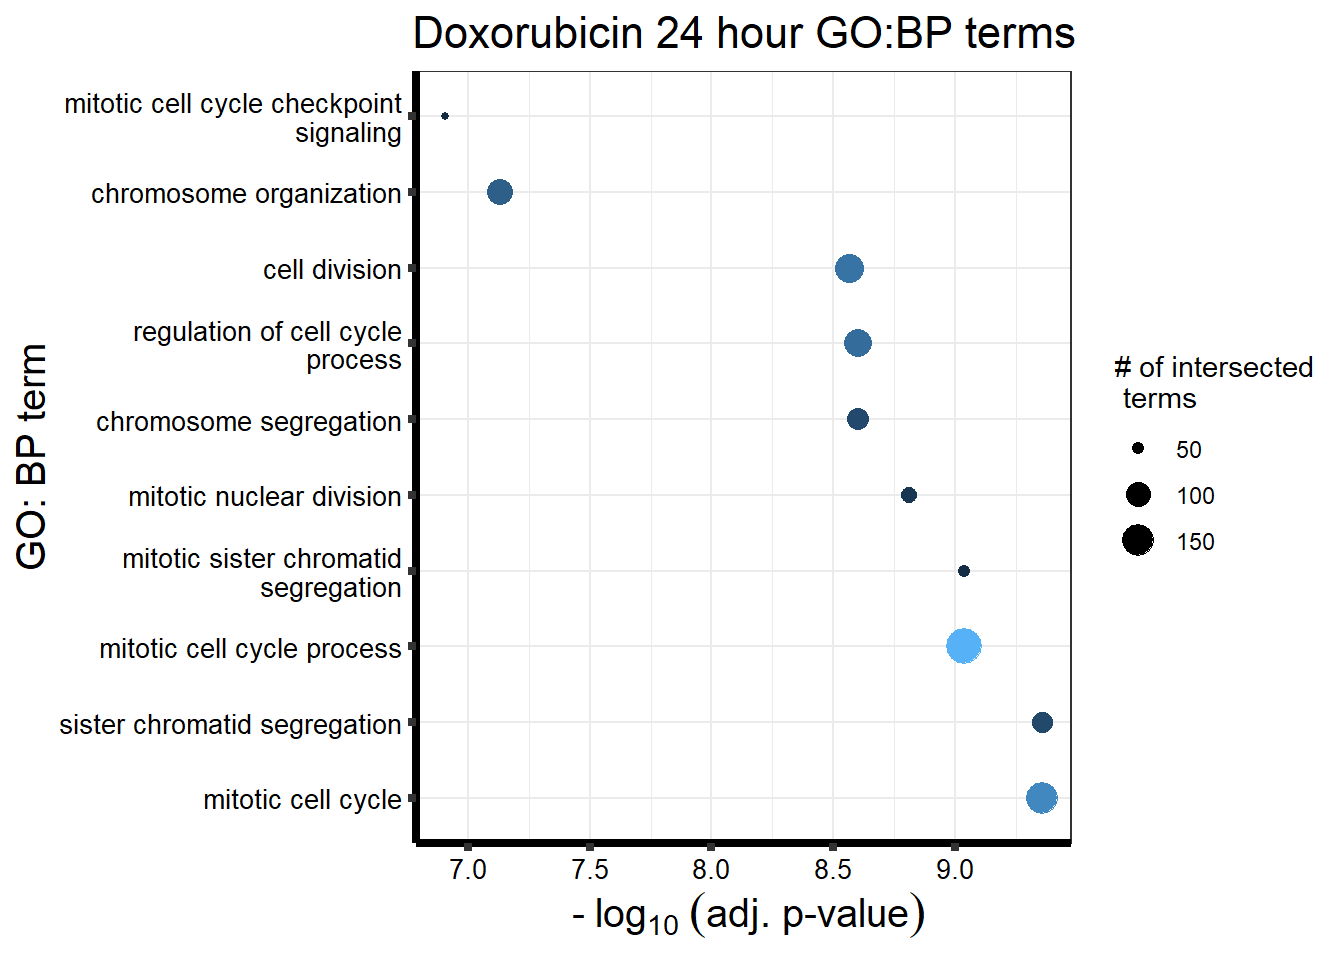 Doxorubicin 24 hour GO:BP terms
mitotic cell cycle checkpoint
signaling
chromosome organization
cell division
regulation of cell cycle
process
chromosome segregation
mitotic nuclear division
mitotic sister chromatid
segregation
mitotic cell cycle process
sister chromatid segregation
mitotic cell cycle
GO: BP term
7.0 7.5 8.0 8.5 9.0
- log10 (adj. p-value)
# of intersected
terms
50
100
150